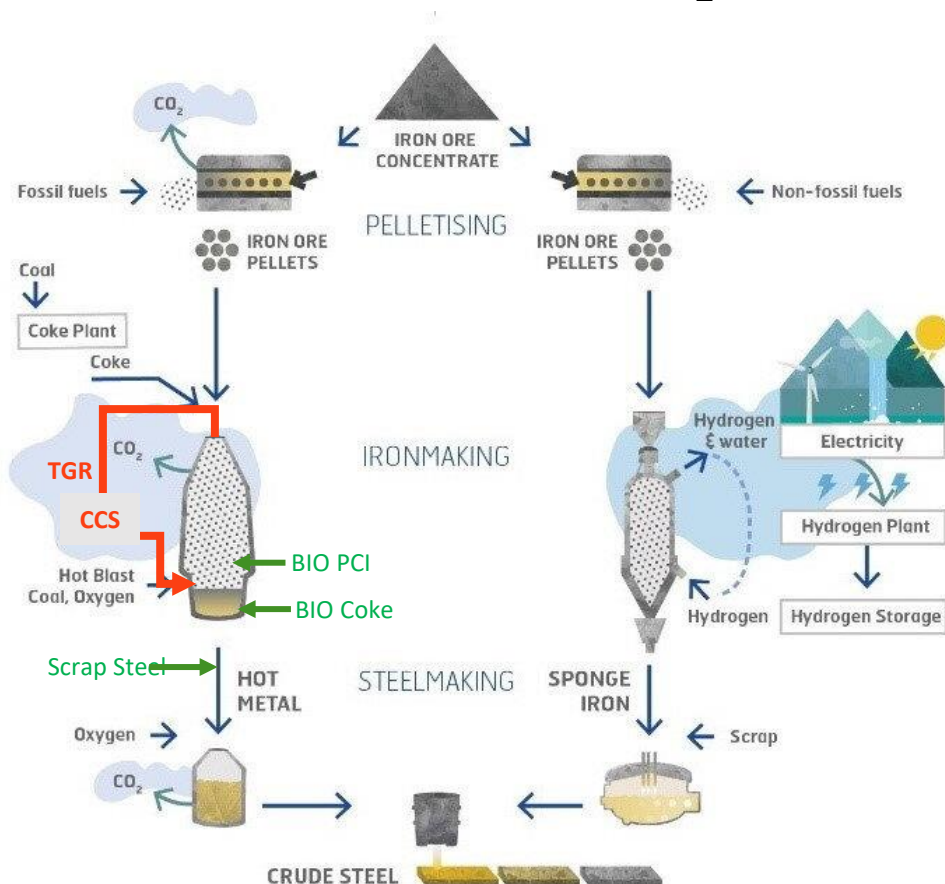 CO₂
IRON ORE
CONCENTRATE
Fossil fuels
Non-fossil fuels
PELLETISING
IRON ORE
PELLETS
IRON ORE
PELLETS
Coal
Coke Plant
Coke
Hydrogen
& water
Electricity
IRONMAKING
CO₂
TGR
CCS
Hydrogen Plant
BIO PCI
Hot Blast
Coal, Oxygen
BIO Coke
Hydrogen
Hydrogen Storage
Scrap Steel
HOT
METAL
STEELMAKING
SPONGE
IRON
Oxygen
Scrap
CO₂
CRUDE STEEL